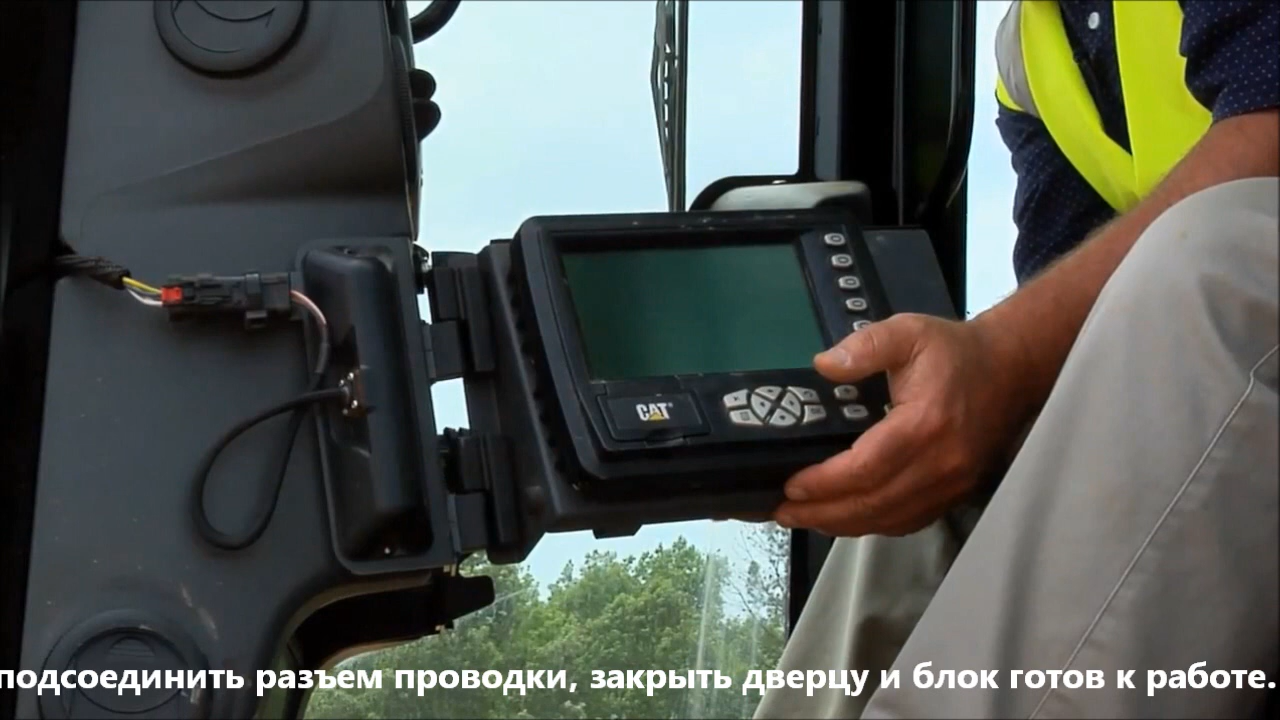 CAT
подсоединить разъем проводки, закрыть дверцу и блок готов к работе.